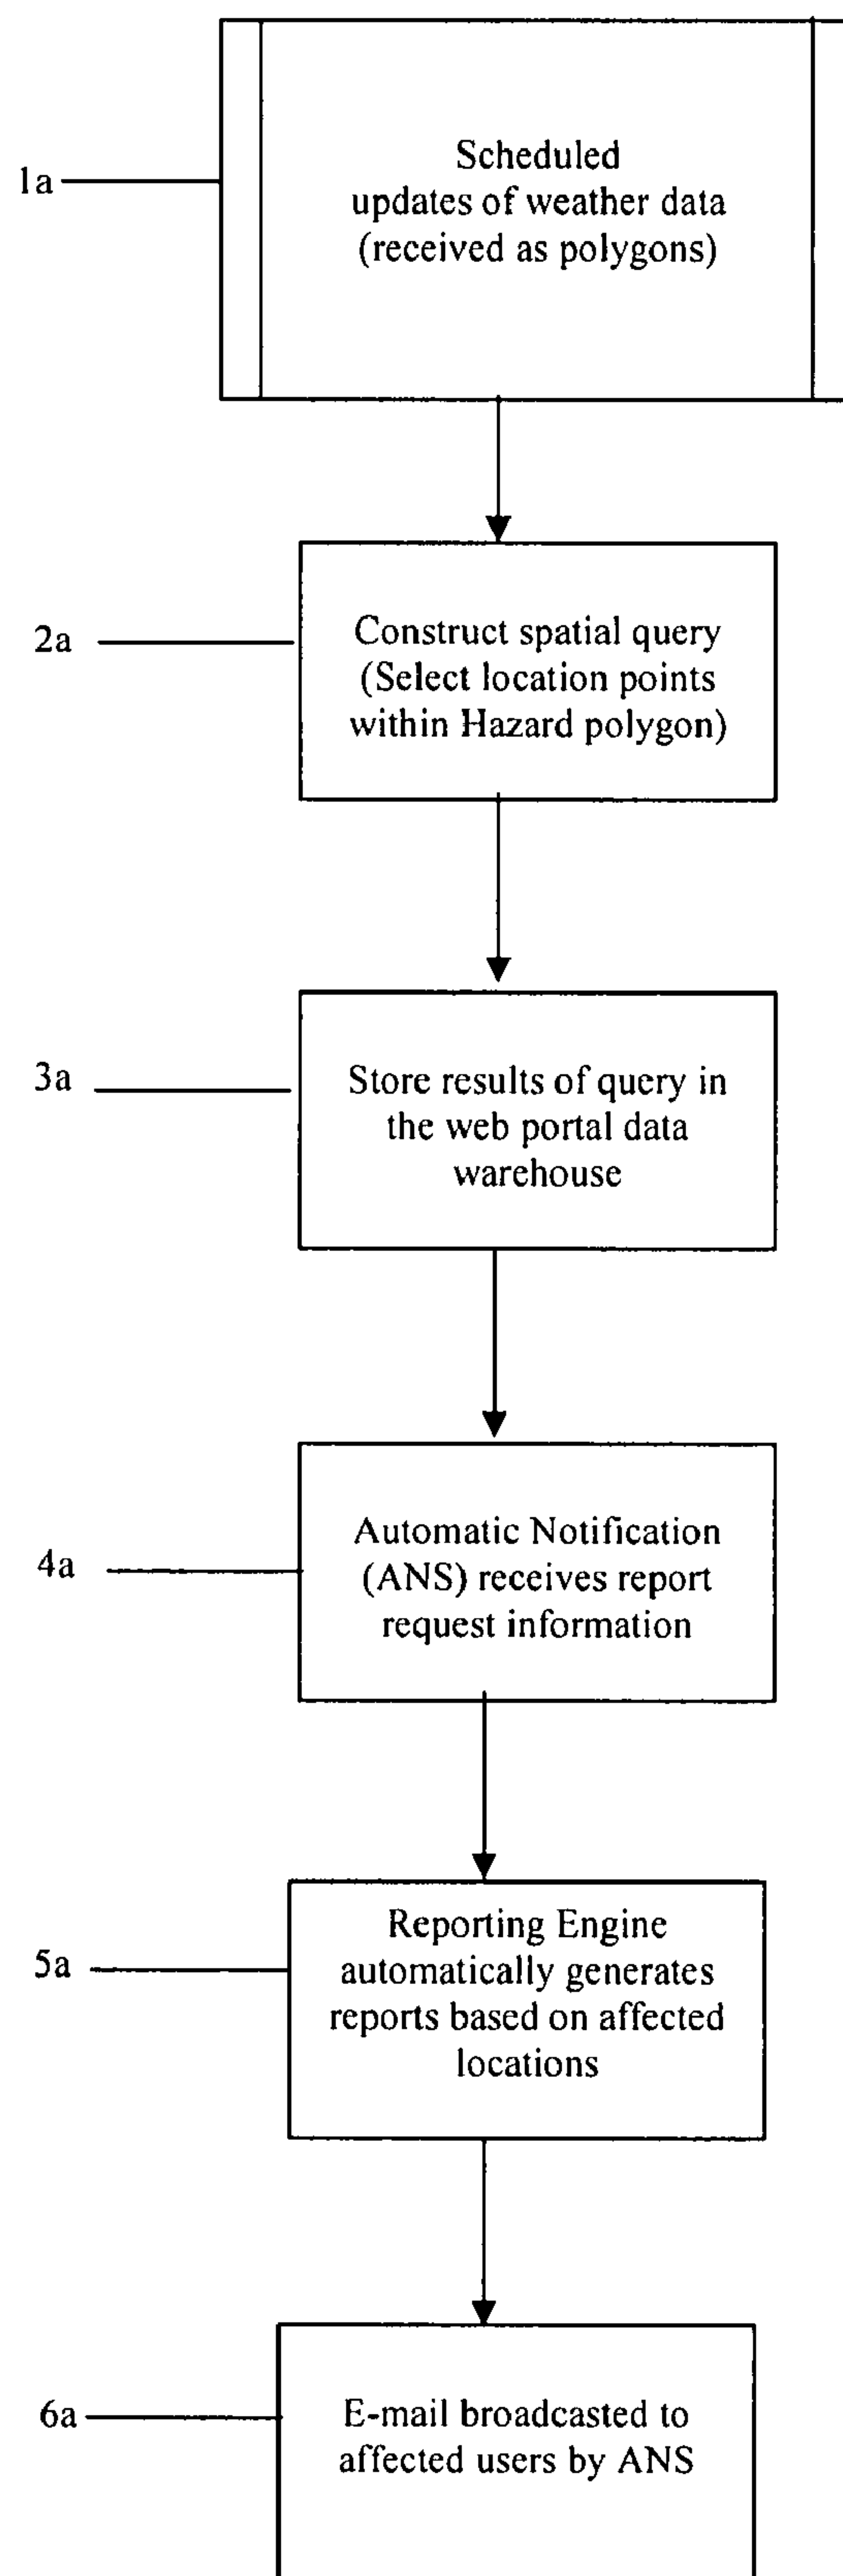 1a
Scheduled
updates of weather data
(received as polygons)
2a
Construct spatial query
(Select location points
within Hazard polygon)
3a
Store results of query in
the web portal data
warehouse
4a
Automatic Notification
(ANS) receives report
request information
5a
Reporting Engine
automatically generates
reports based on affected
locations
6a
E-mail broadcasted to
affected users by ANS